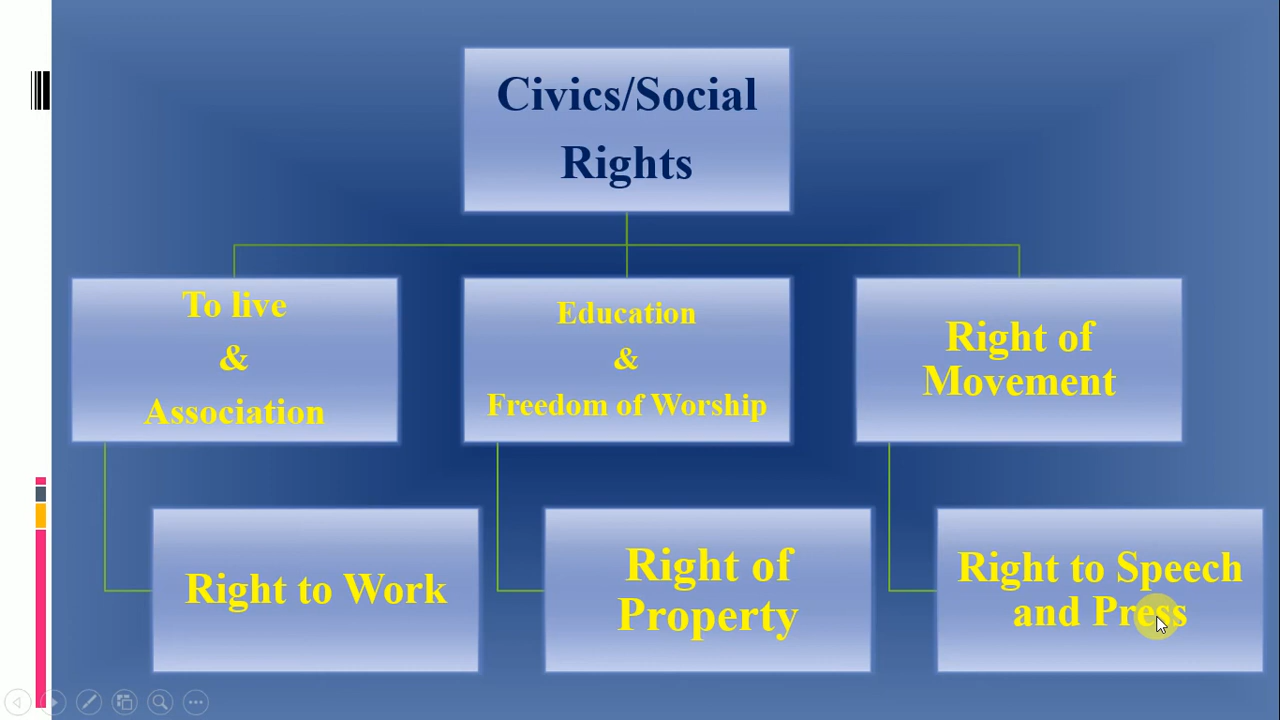 Civics/Social
Rights
To live
&
Association
Education
&
Freedom of Worship
Right of
Movement
Right to Work
Right of
Property
Right to Speech
and Press